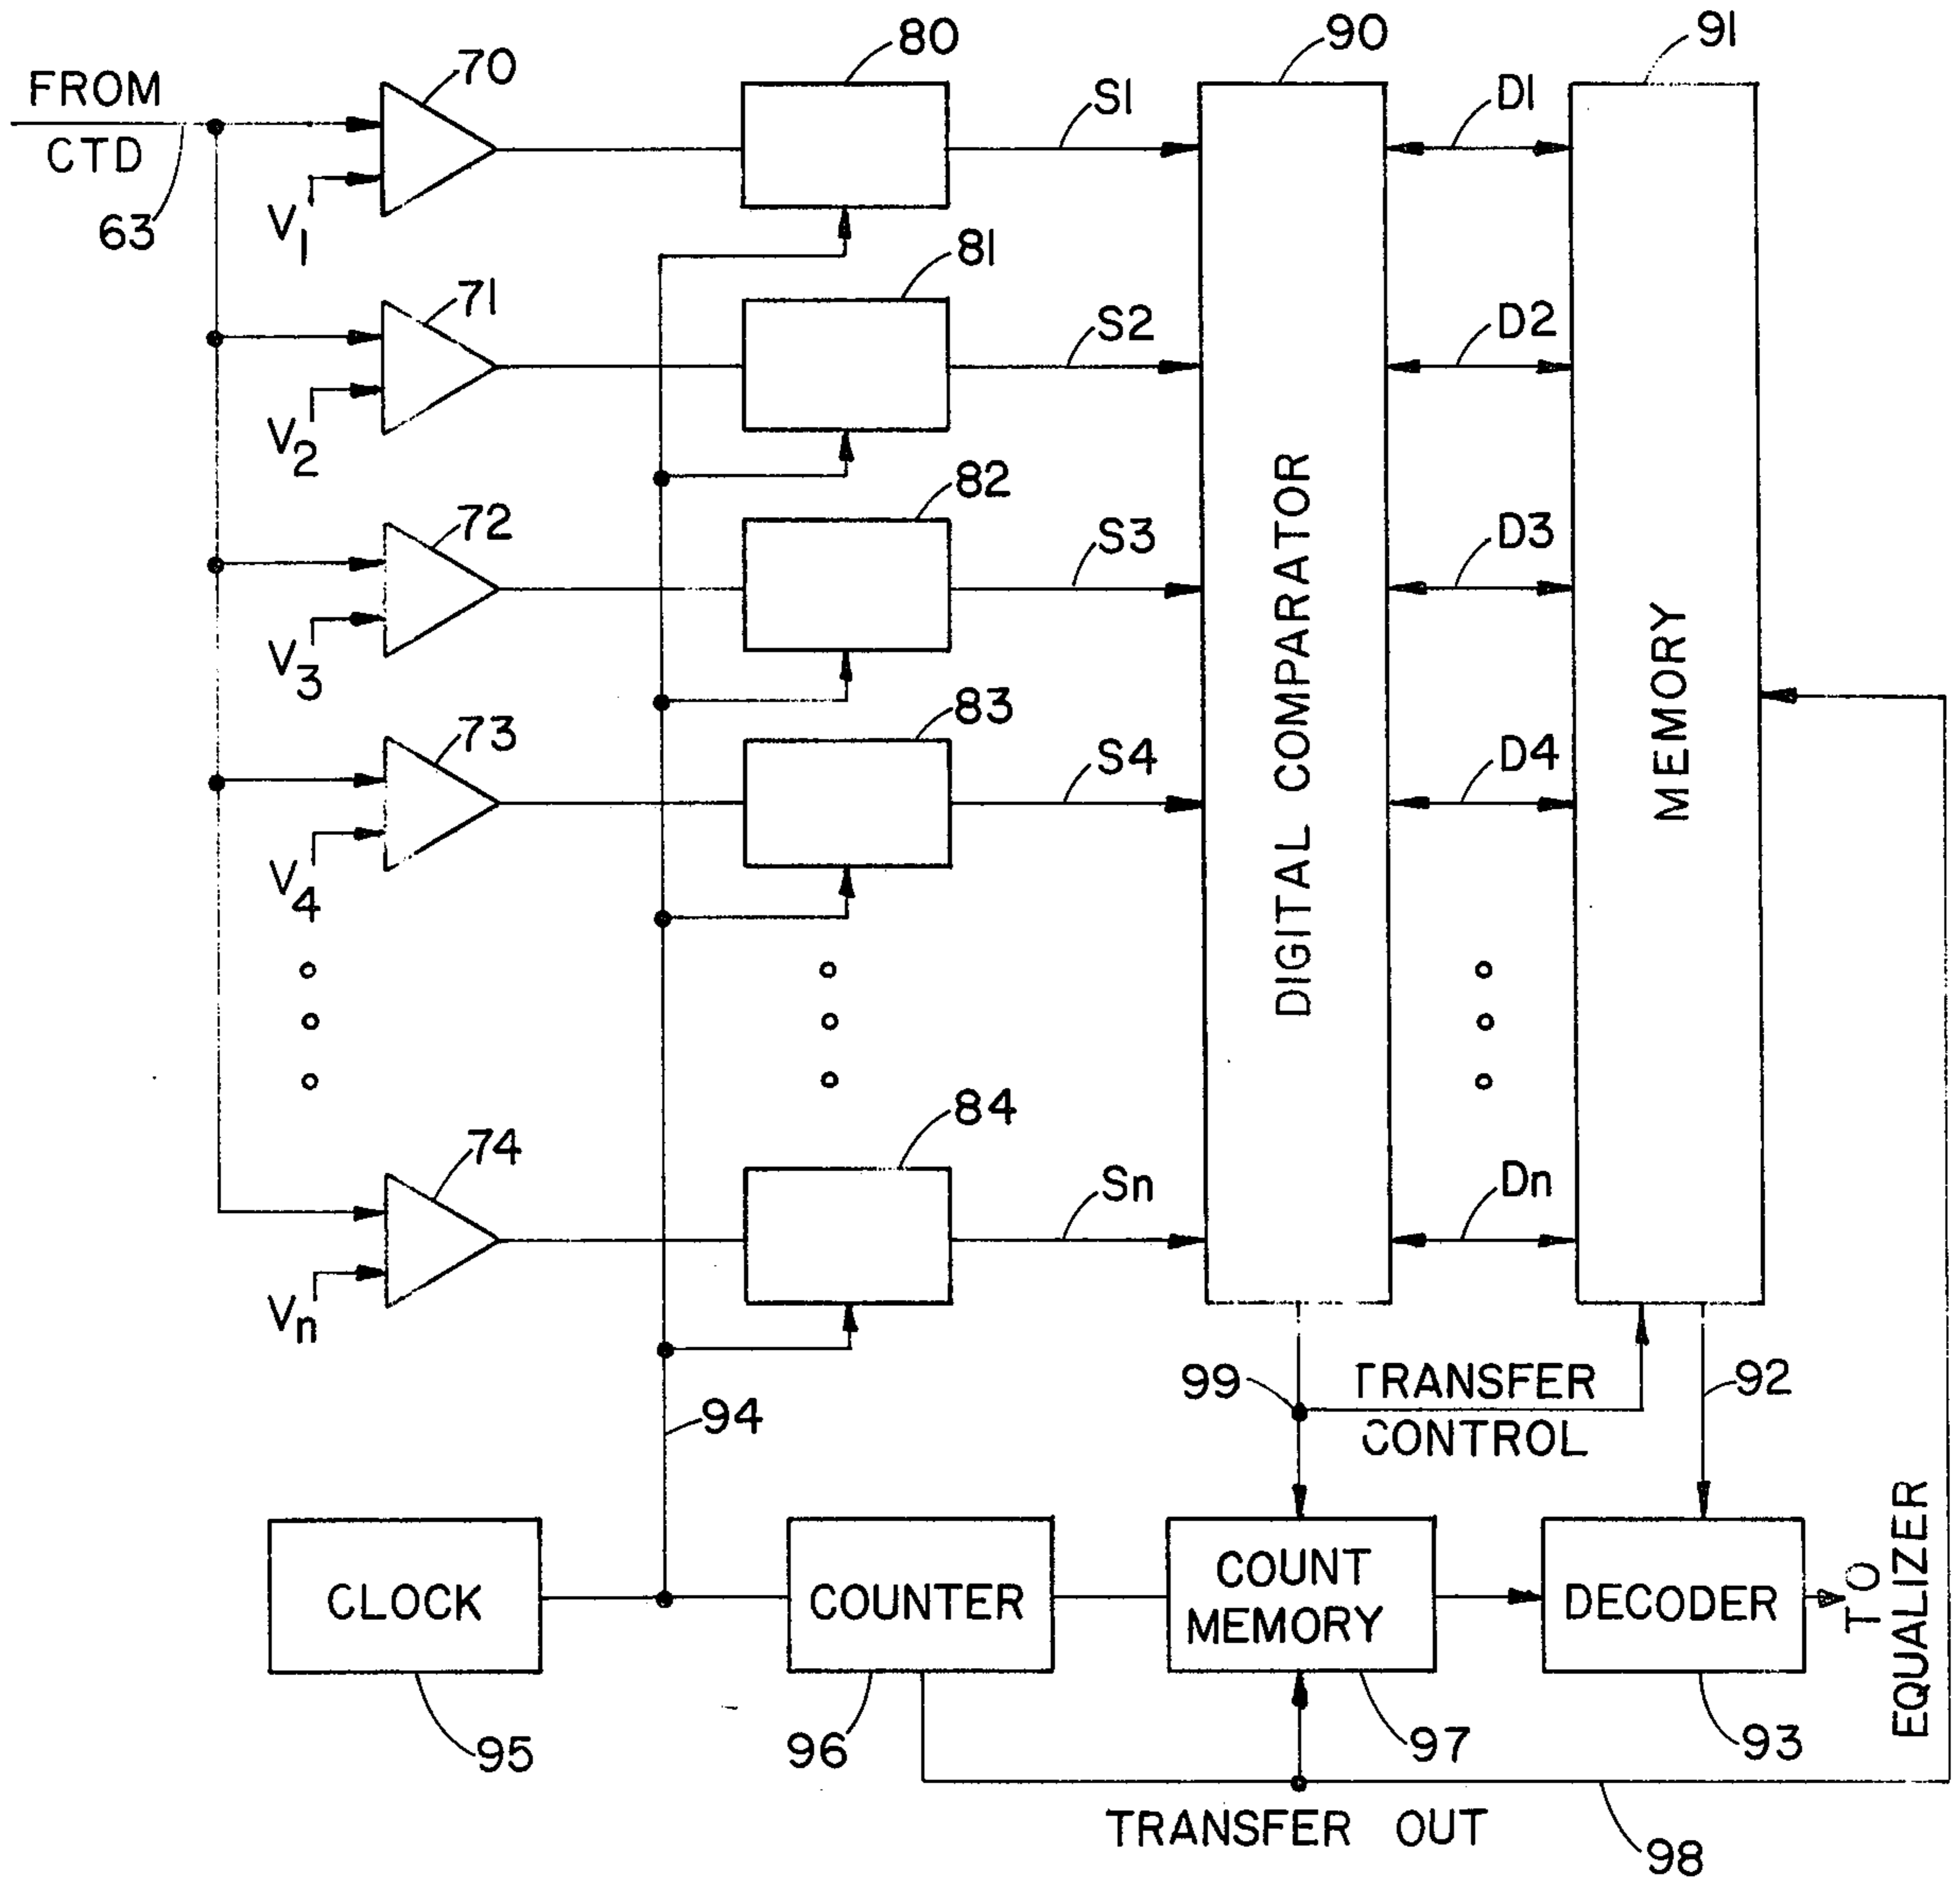 FROM
CTD
63
70
80
S1
90
D1
91
V1
71
81
S2
D2
V2
72
82
S3
D3
V3
73
83
S4
D4
V4
DIGITAL COMPARATOR
MEMORY
74
84
Sn
Dn
Vn
99
TRANSFER
CONTROL
92
94
CLOCK
COUNTER
COUNT
MEMORY
DECODER
TO
EQUALIZER
95
96
97
93
TRANSFER OUT
98